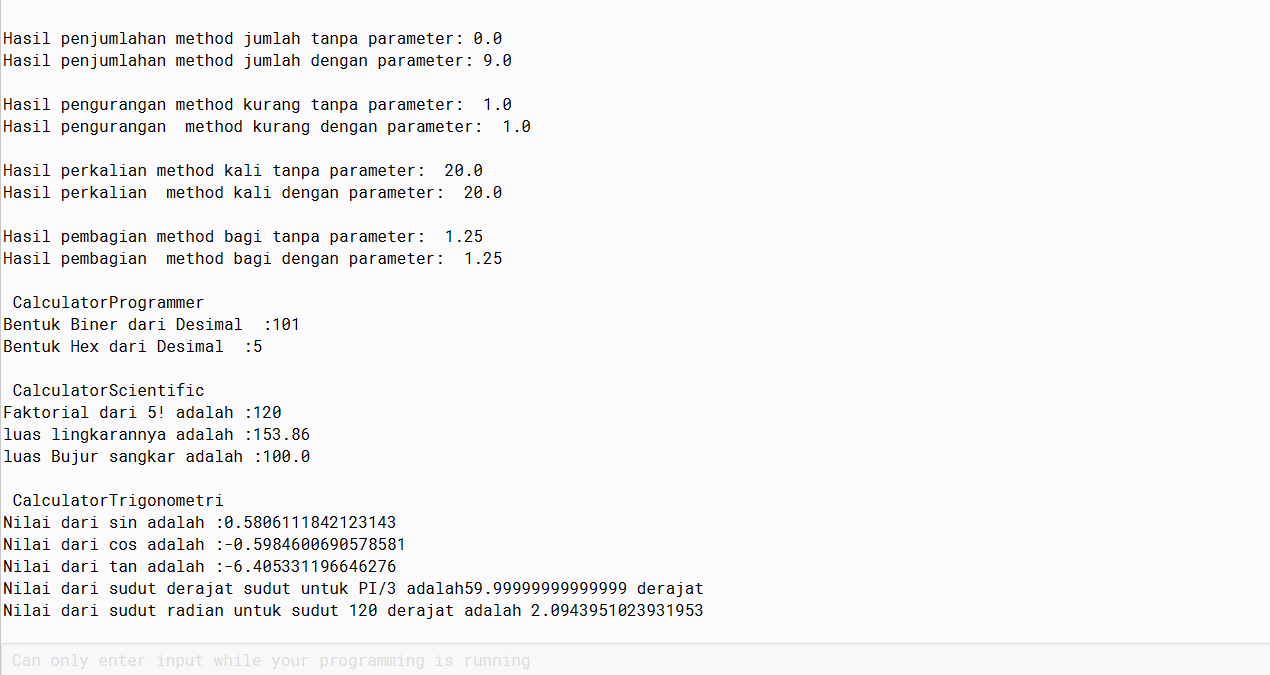 Hasil penjumlahan method jumlah tanpa parameter: 0.0
Hasil penjumlahan method jumlah dengan parameter: 9.0
Hasil pengurangan method kurang tanpa parameter:  1.0
Hasil pengurangan  method kurang dengan parameter:  1.0
Hasil perkalian method kali tanpa parameter:  20.0
Hasil perkalian  method kali dengan parameter:  20.0
Hasil pembagian method bagi tanpa parameter:  1.25
Hasil pembagian  method bagi dengan parameter:  1.25
CalculatorProgrammer
Bentuk Biner dari Desimal  :101
Bentuk Hex dari Desimal  :5
CalculatorScientific
Faktorial dari 5! adalah :120
luas lingkarannya adalah :153.86
luas Bujur sangkar adalah :100.0
CalculatorTrigonometri
Nilai dari sin adalah :0.5806111842123143
Nilai dari cos adalah :-0.5984600690578581
Nilai dari tan adalah :-6.405331196646276
Nilai dari sudut derajat sudut untuk PI/3 adalah59.99999999999999 derajat
Nilai dari sudut radian untuk sudut 120 derajat adalah 2.0943951023931953
Can only enter input while your programming is running